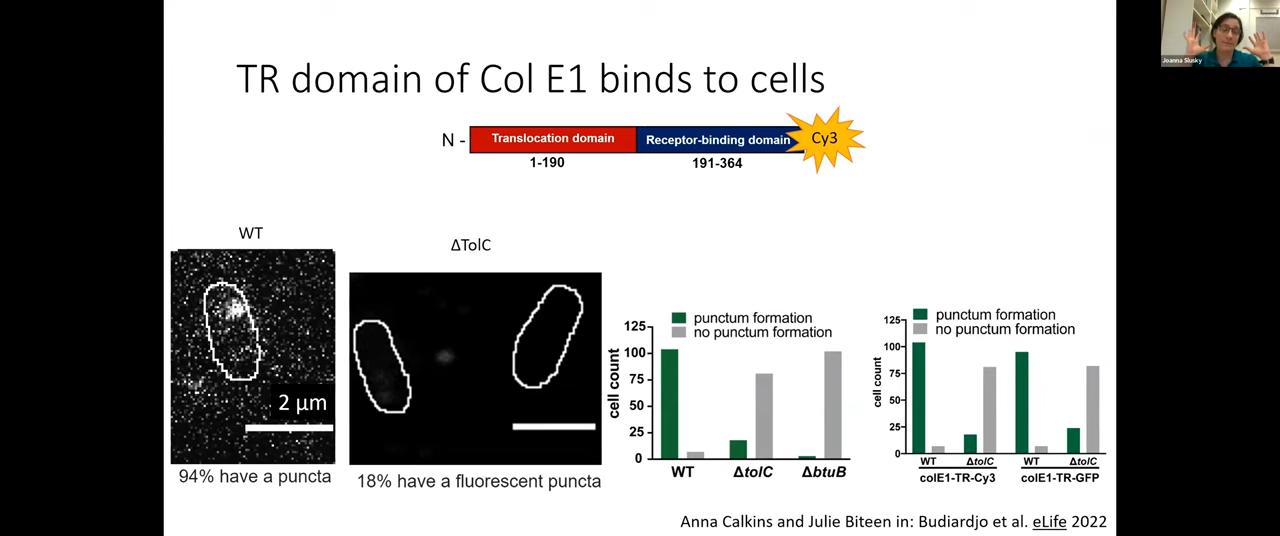 Joanna Slusky
TR domain of Col E1 binds to cells
N -
Translocation domain
Receptor-binding domain
Cy3
1-190
191-364
WT
ΔTolC
2 μm
94% have a puncta
18% have a fluorescent puncta
punctum formation
no punctum formation
cell count
125
100
75
50
25
0
WT
ΔtolC
ΔbtuB
punctum formation
no punctum formation
cell count
125
100
75
50
25
0
WT
ΔtolC
WT
ΔtolC
colE1-TR-Cy3
colE1-TR-GFP
Anna Calkins and Julie Biteen in: Budiardjo et al. eLife 2022